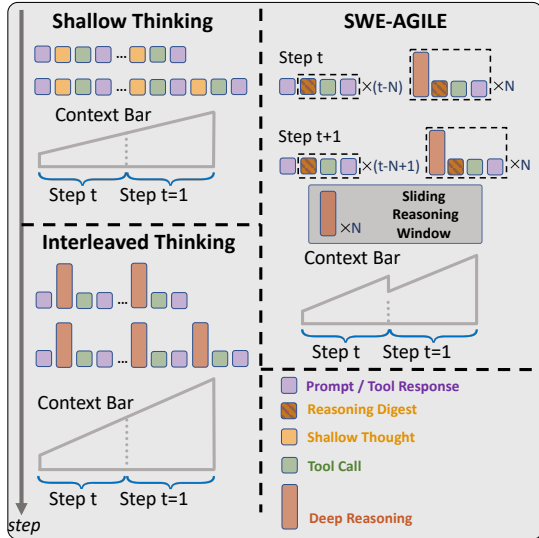 Shallow Thinking
...
...
Context Bar
Step t
Step t=1
Interleaved Thinking
...
...
Context Bar
Step t
Step t=1
step
SWE-AGILE
Step t
×(t-N)
×N
Step t+1
×(t-N+1)
×N
×N
Sliding
Reasoning
Window
Context Bar
Step t
Step t=1
Prompt / Tool Response
Reasoning Digest
Shallow Thought
Tool Call
Deep Reasoning